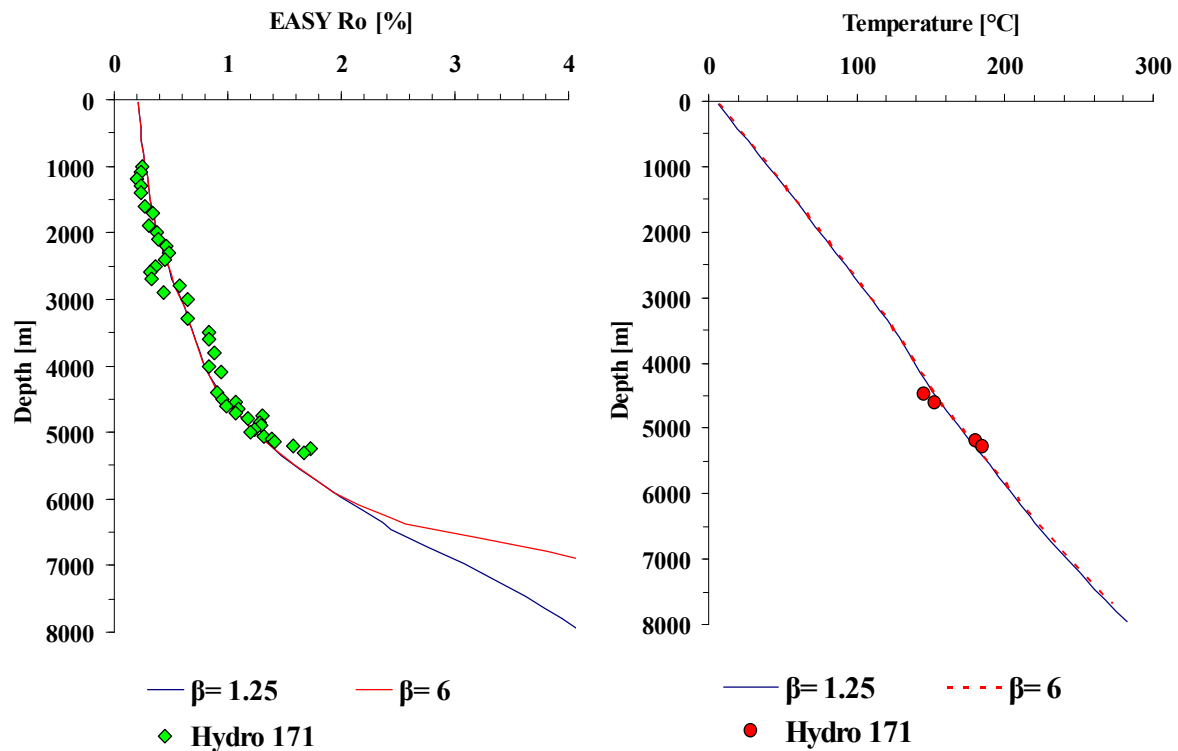 EASY Ro [%]
0 1 2 3 4
0
1000
2000
3000
4000
5000
6000
7000
8000
Depth [m]
β= 1.25 β= 6
Hydro 171
Temperature [°C]
0 100 200 300
0
1000
2000
3000
4000
5000
6000
7000
8000
Depth [m]
β= 1.25 β= 6
Hydro 171